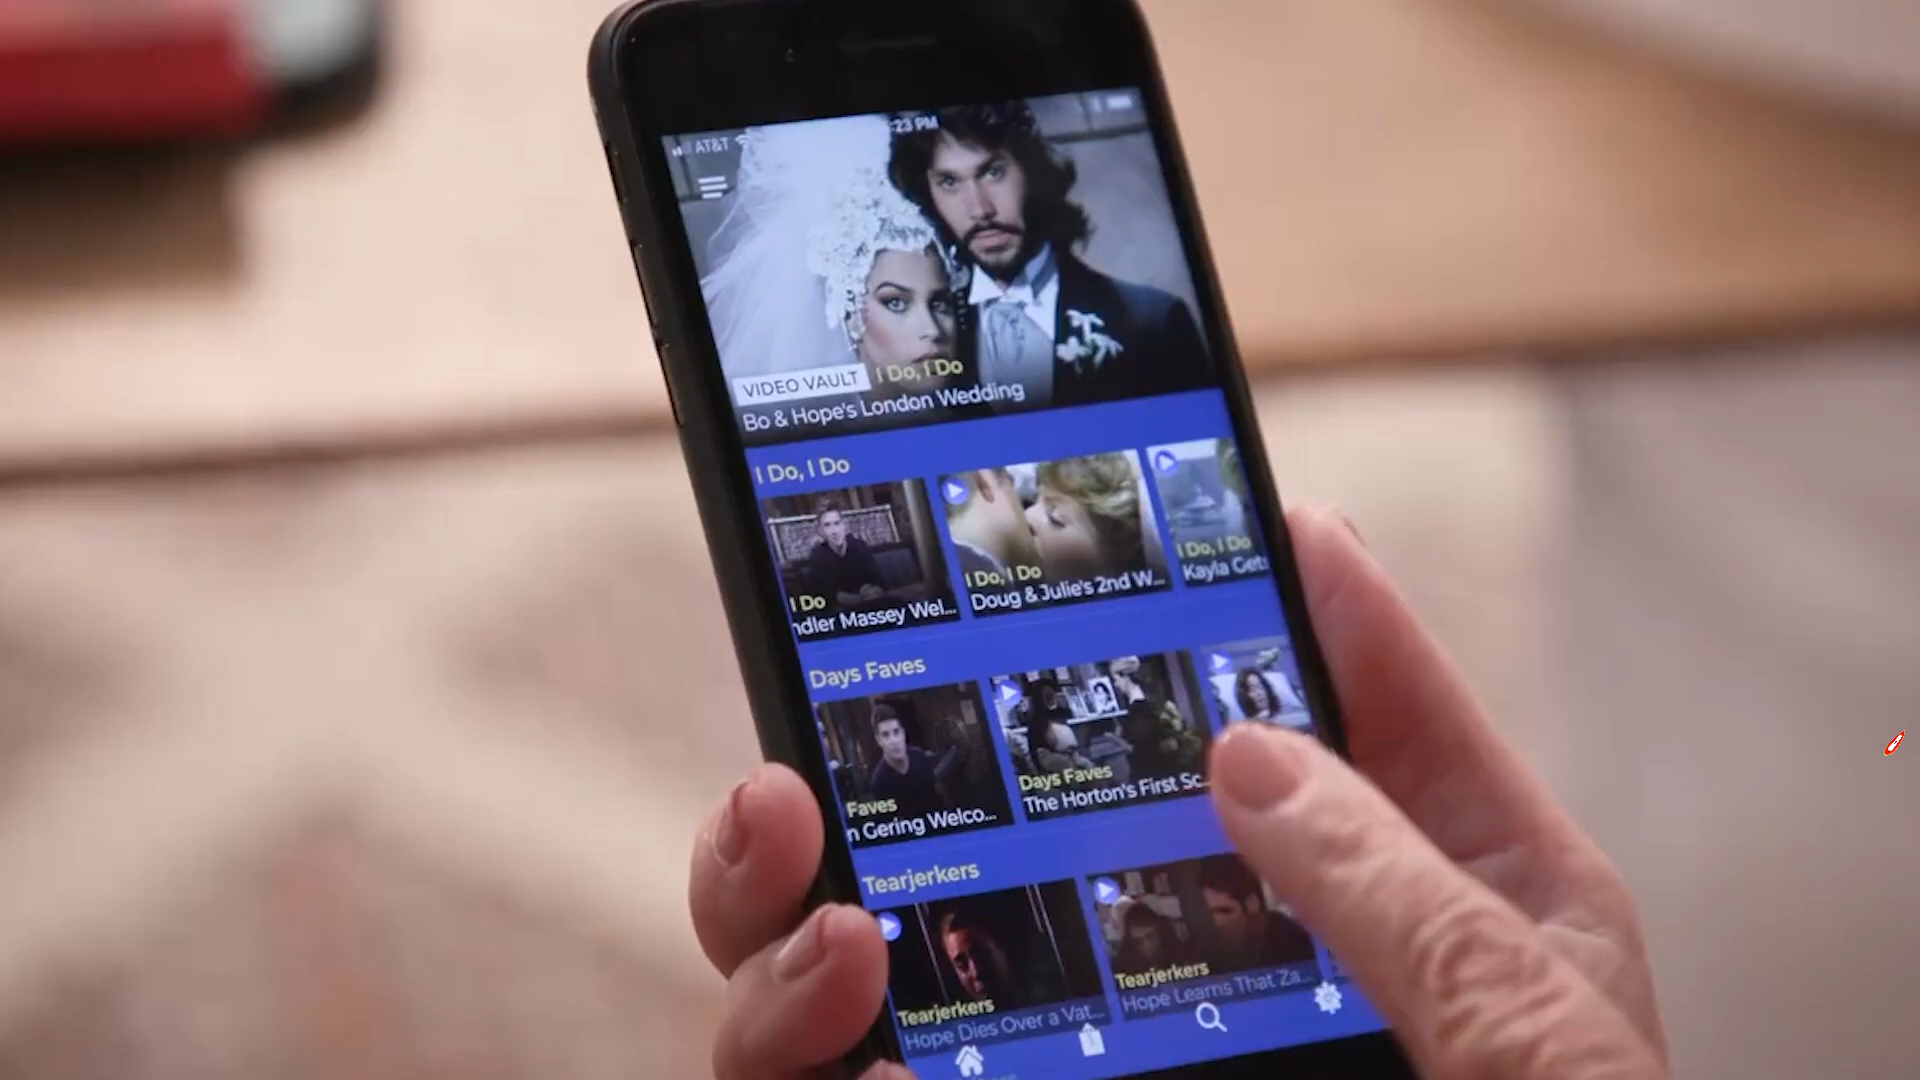 AT&T
:23 PM
VIDEO VAULT
I Do, I Do
Bo & Hope's London Wedding
I Do, I Do
I Do
ndler Massey Wel...
I Do, I Do
Doug & Julie's 2nd W...
I Do, I Do
Kayla Get
Days Faves
Faves
n Gering Welco...
Days Faves
The Horton's First Sc
Tearjerkers
Tearjerkers
Hope Dies Over a Vat...
Tearjerkers
Hope Learns That Za...